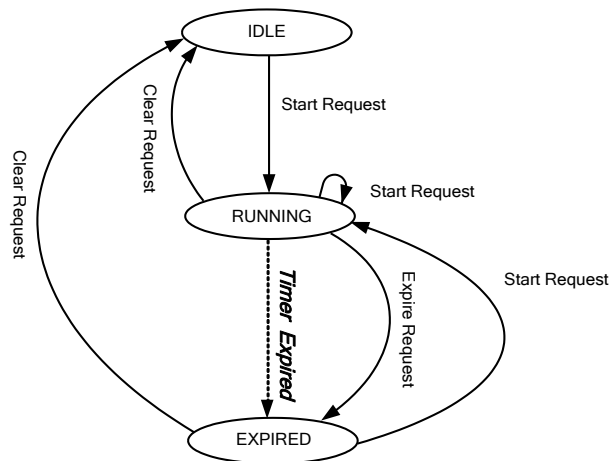 IDLE
Clear Request
Start Request
Clear Request
Start Request
RUNNING
Timer Expired
Expire Request
Start Request
EXPIRED